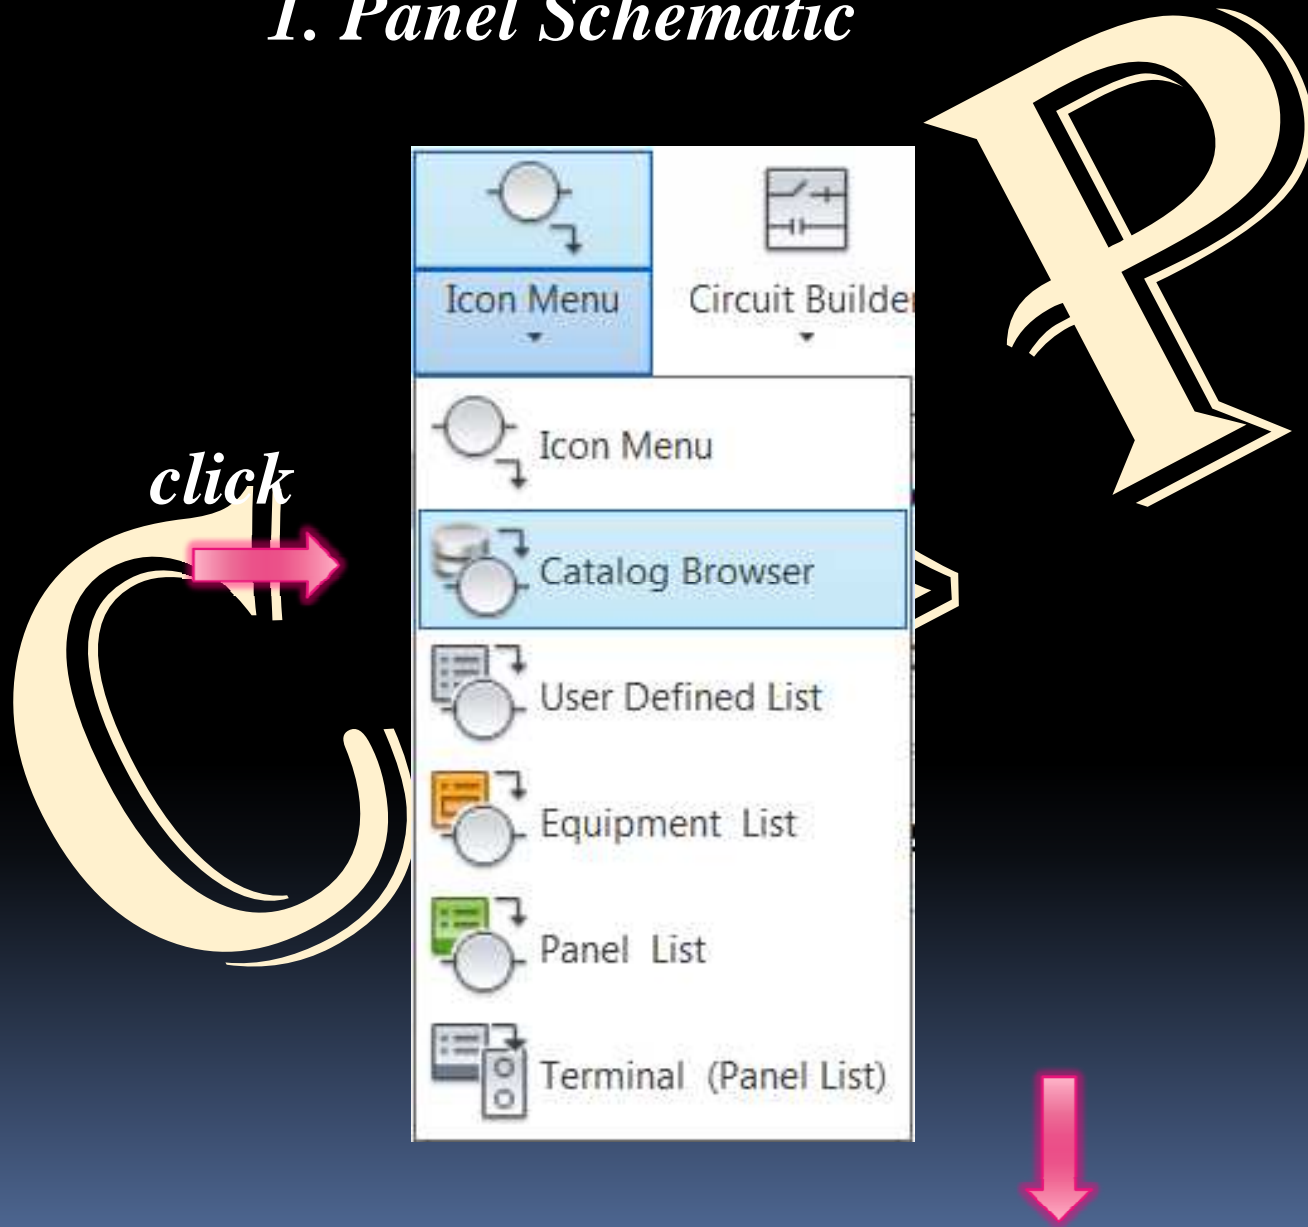 1. Panel Schematic
Icon Menu
Circuit Builde
Icon Menu
click
Catalog Browser
User Defined List
Equipment List
Panel List
Terminal (Panel List)
C
P